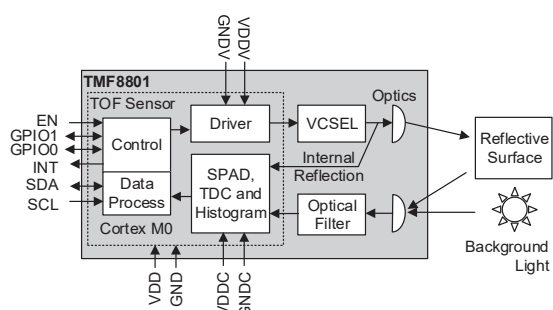 GNDV
VDDV
TMF8801
TOF Sensor
Optics
EN
GPIO1
GPIO0
INT
SDA
SCL
Control
Data
Process
Cortex M0
Driver
VCSEL
Internal
Reflection
SPAD,
TDC and
Histogram
Optical
Filter
Reflective
Surface
Background
Light
VDD
GND
VDDC
GNDC